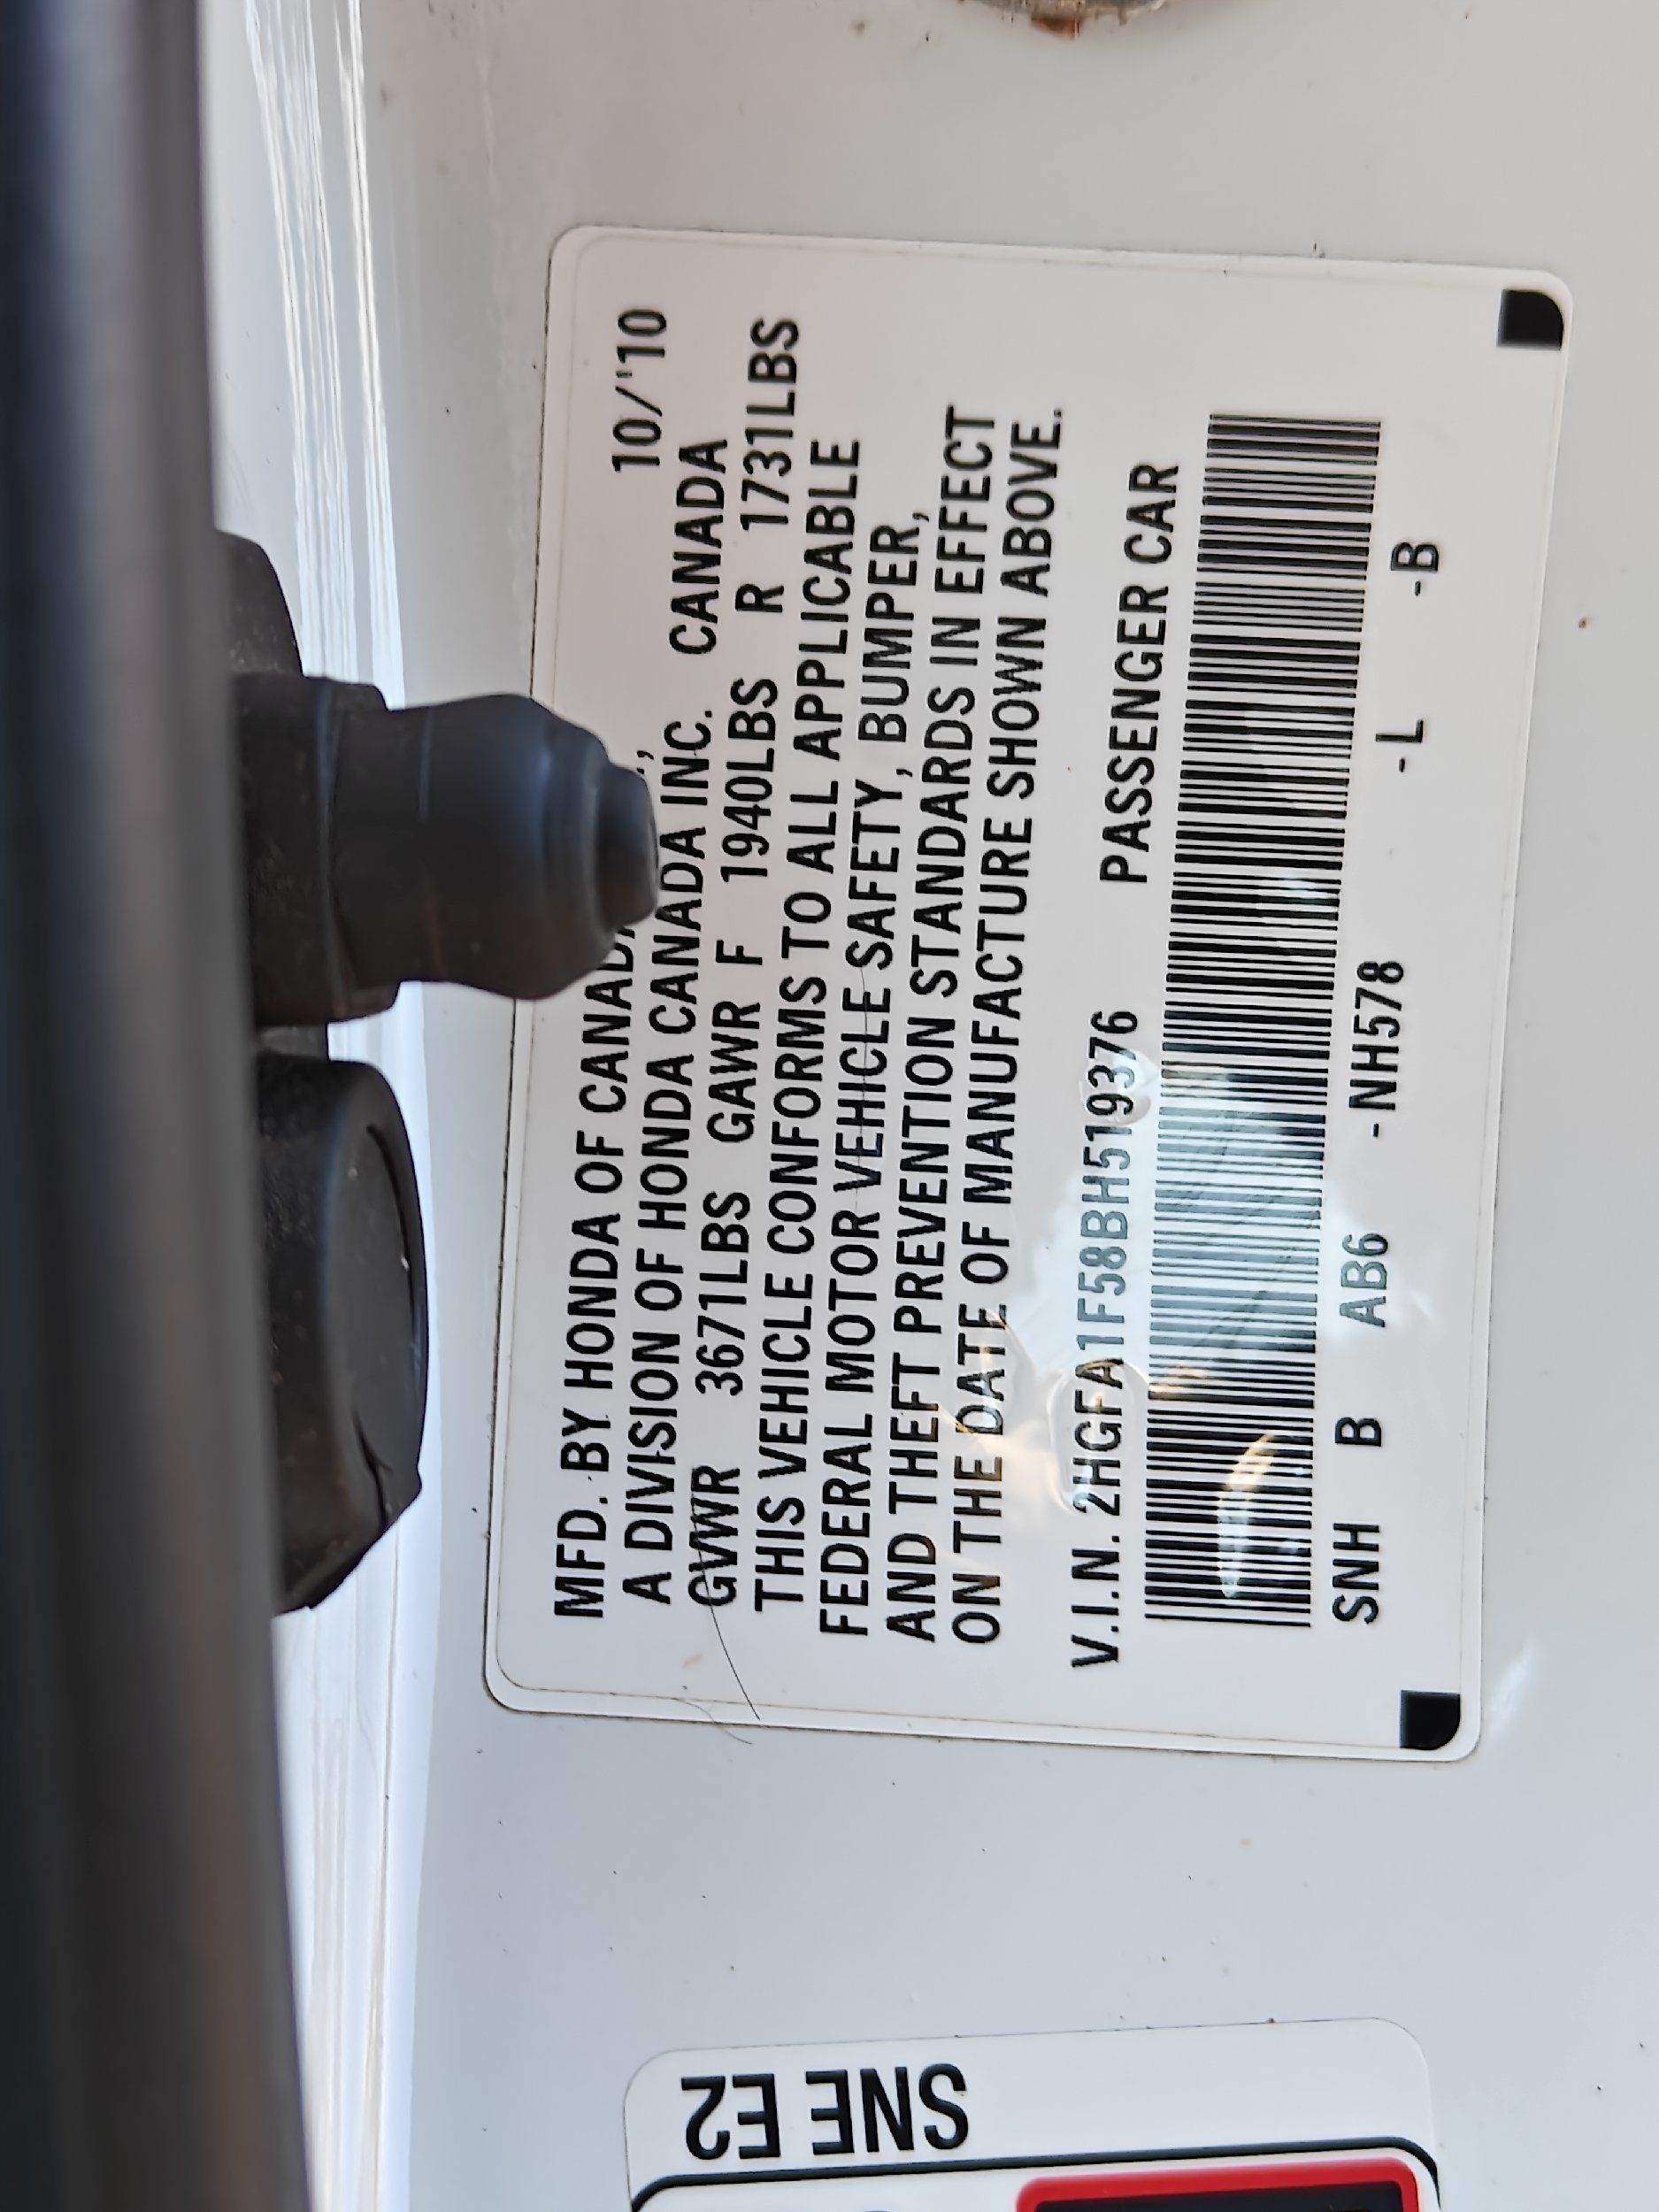 10/'10
MFD. BY HONDA OF CANADA
A DIVISION OF HONDA CANADA INC. CANADA
GVWR 3671LBS GAWR F 1940LBS R 1731LBS
THIS VEHICLE CONFORMS TO ALL APPLICABLE
FEDERAL MOTOR VEHICLE SAFETY, BUMPER,
AND THEFT PREVENTION STANDARDS IN EFFECT
ON THE DATE OF MANUFACTURE SHOWN ABOVE.
V.I.N. 2HGFA1F58BH519376 PASSENGER CAR
SNH B AB6 -NH578 -L -B
SNE E2